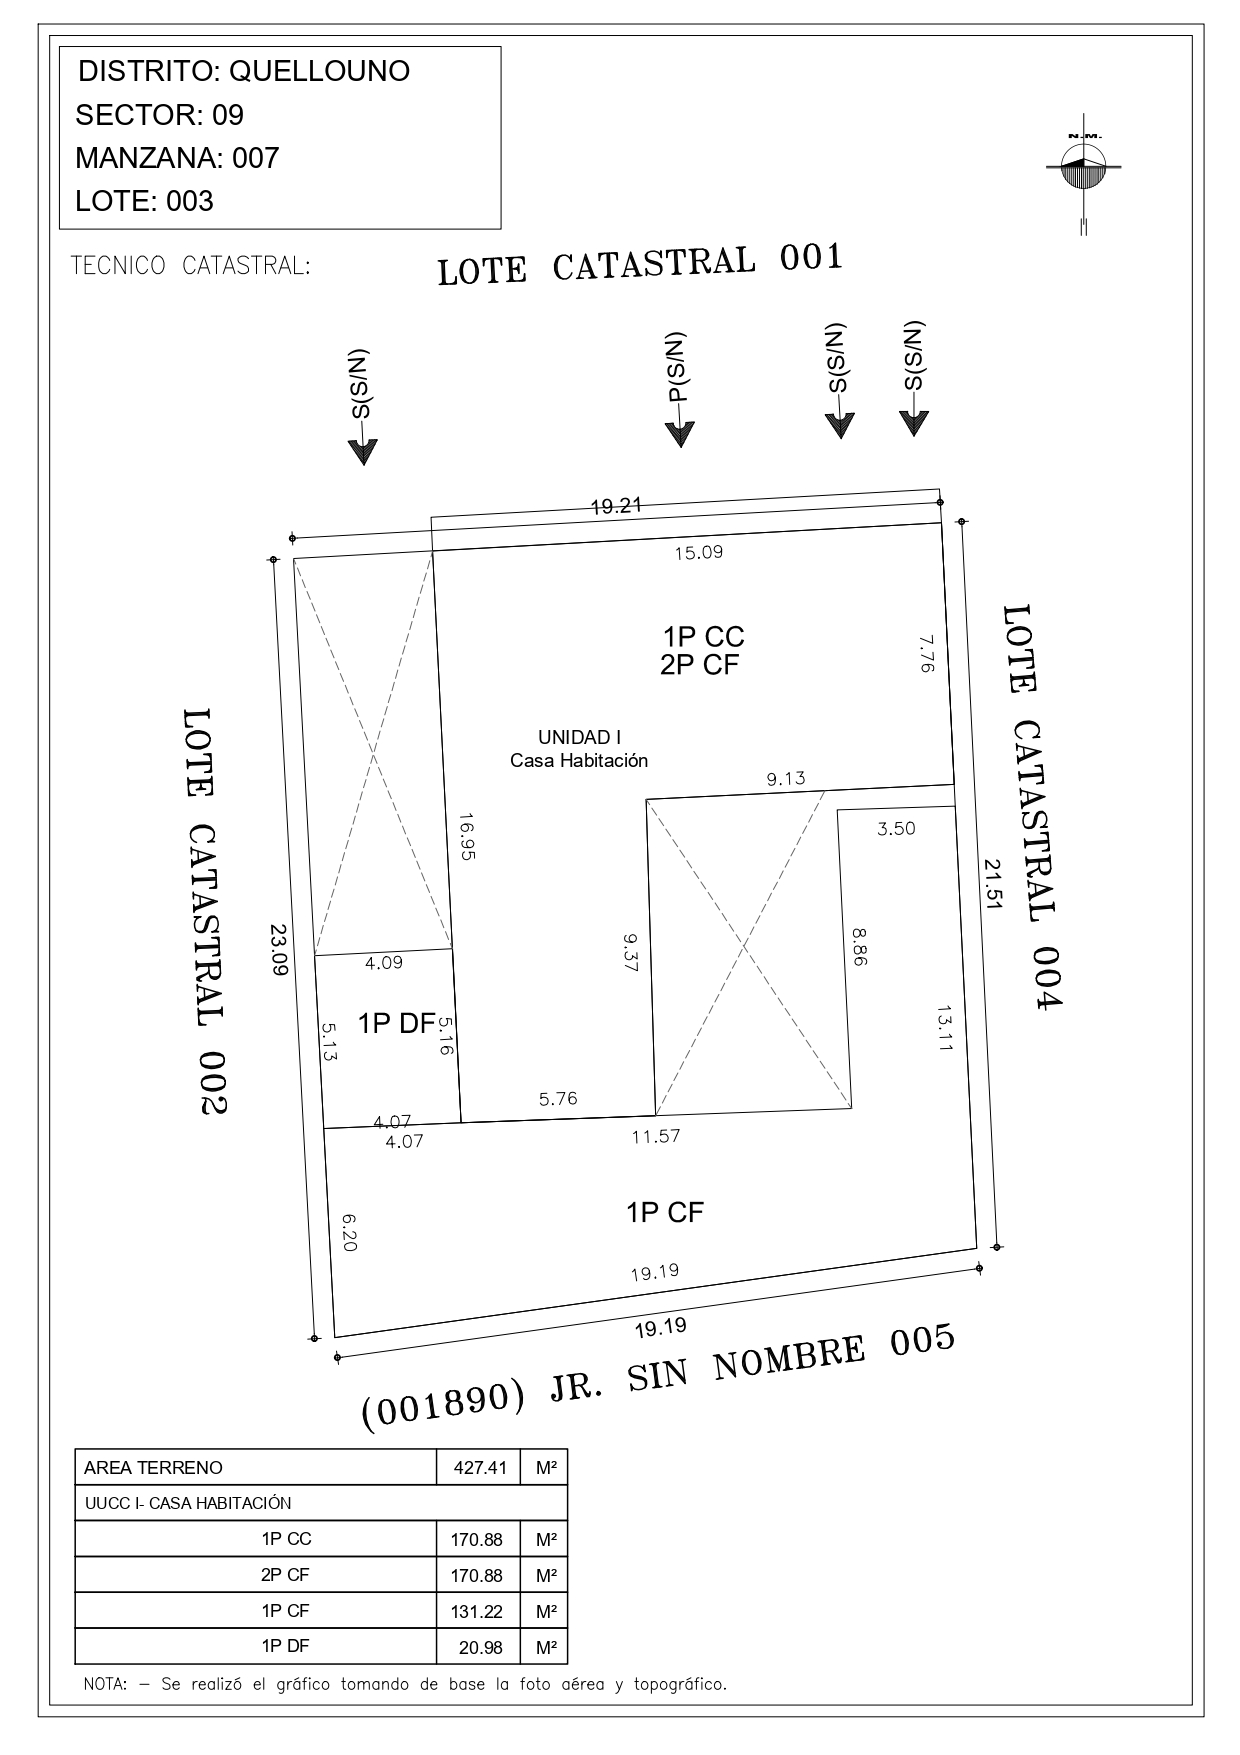 DISTRITO: QUELLOUNO
SECTOR: 09
MANZANA: 007
LOTE: 003
N.M.
TECNICO CATASTRAL:
LOTE CATASTRAL 001
S(S/N)
P(S/N)
S(S/N)
S(S/N)
19.21
15.09
1P CC
2P CF
7.76
LOTE CATASTRAL 004
UNIDAD I
Casa Habitación
LOTE CATASTRAL 002
9.13
16.95
3.50
21.51
23.09
9.37
8.86
4.09
1P DF
5.13
5.16
13.11
5.76
4.07
4.07
11.57
1P CF
6.20
19.19
19.19
(001890) JR. SIN NOMBRE 005
AREA TERRENO 427.41 M²
UUCC I- CASA HABITACIÓN
1P CC 170.88 M²
2P CF 170.88 M²
1P CF 131.22 M²
1P DF 20.98 M²
NOTA: - Se realizó el gráfico tomando de base la foto aérea y topográfico.